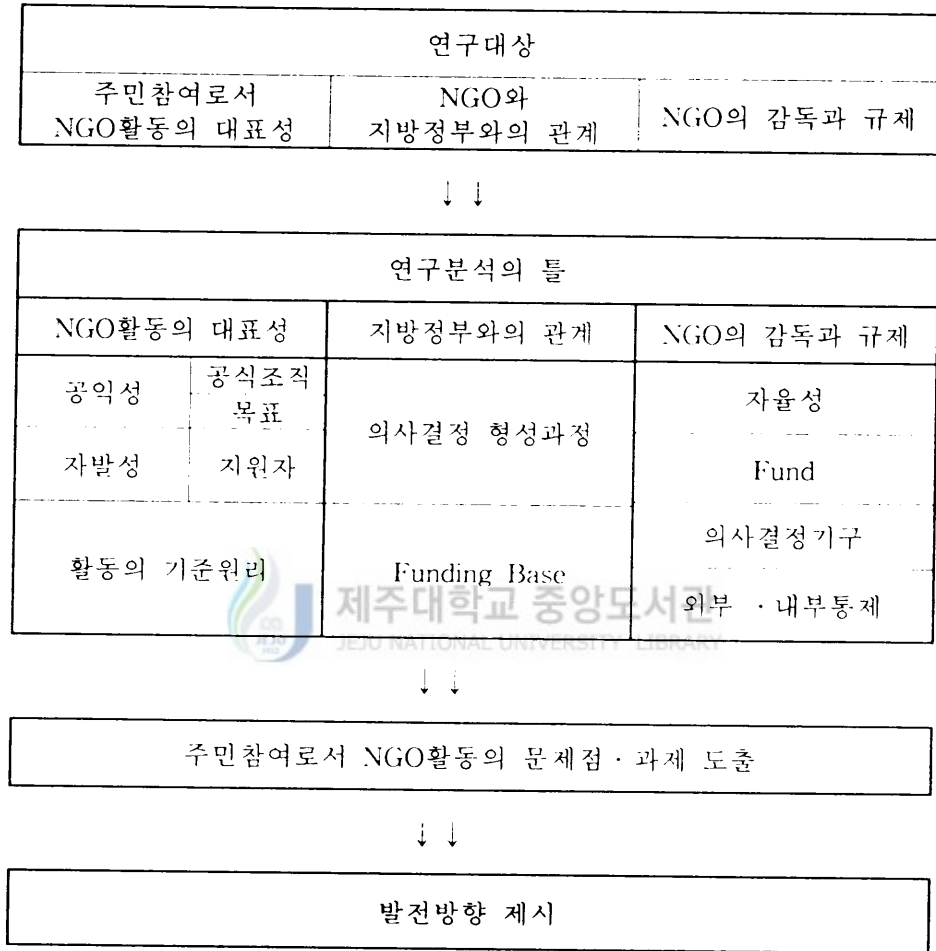 연구대상
주민참여로서
NGO활동의 대표성
NGO와
지방정부와의 관계
NGO의 감독과 규제
↓ ↓
연구분석의 틀
NGO활동의 대표성
지방정부와의 관계
NGO의 감독과 규제
공익성
공식조직
목표
자발성
지원자
활동의 기준원리
의사결정 형성과정
Funding Base
자율성
Fund
의사결정기구
외부 · 내부통제
제주대학교 중앙도서관
JEJU NATIONAL UNIVERSITY LIBRARY
↓ ↓
주민참여로서 NGO활동의 문제점 · 과제 도출
↓ ↓
발전방향 제시